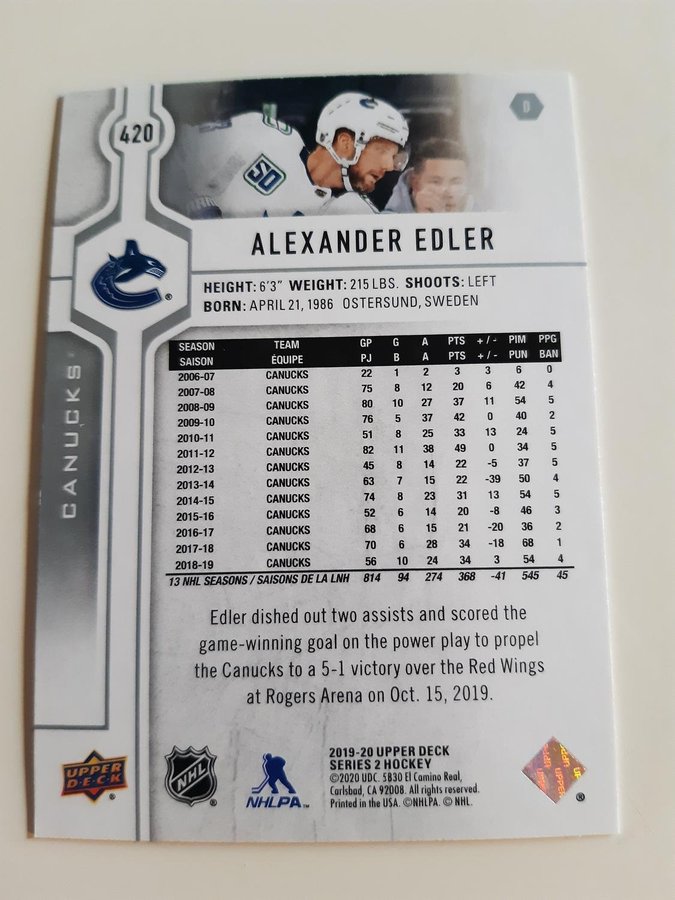 420
50
D
ALEXANDER EDLER
HEIGHT: 6'3" WEIGHT: 215 LBS. SHOOTS: LEFT
BORN: APRIL 21, 1986 OSTERSUND, SWEDEN
CANUCKS
SEASON TEAM GP G A PTS +/- PIM PPG
SAISON ÉQUIPE PJ B A PTS +/- PUN BAN
2006-07 CANUCKS 22 1 2 3 3 6 0
2007-08 CANUCKS 75 8 12 20 6 42 4
2008-09 CANUCKS 80 10 27 37 11 54 5
2009-10 CANUCKS 76 5 37 42 0 40 2
2010-11 CANUCKS 51 8 25 33 13 24 5
2011-12 CANUCKS 82 11 38 49 0 34 5
2012-13 CANUCKS 45 8 14 22 -5 37 5
2013-14 CANUCKS 63 7 15 22 -39 50 4
2014-15 CANUCKS 74 8 23 31 13 54 5
2015-16 CANUCKS 52 6 14 20 -8 46 3
2016-17 CANUCKS 68 6 15 21 -20 36 2
2017-18 CANUCKS 70 6 28 34 -18 68 1
2018-19 CANUCKS 56 10 24 34 3 54 4
13 NHL SEASONS / SAISONS DE LA LNH 814 94 274 368 -41 545 45
Edler dished out two assists and scored the
game-winning goal on the power play to propel
the Canucks to a 5-1 victory over the Red Wings
at Rogers Arena on Oct. 15, 2019.
UPPER
DECK
NHL
NHLPA
2019-20 UPPER DECK
SERIES 2 HOCKEY
©2020 UDC. 5830 El Camino Real,
Carlsbad, CA 92008. All rights reserved.
Printed in the USA. ©NHLPA. © NHL.